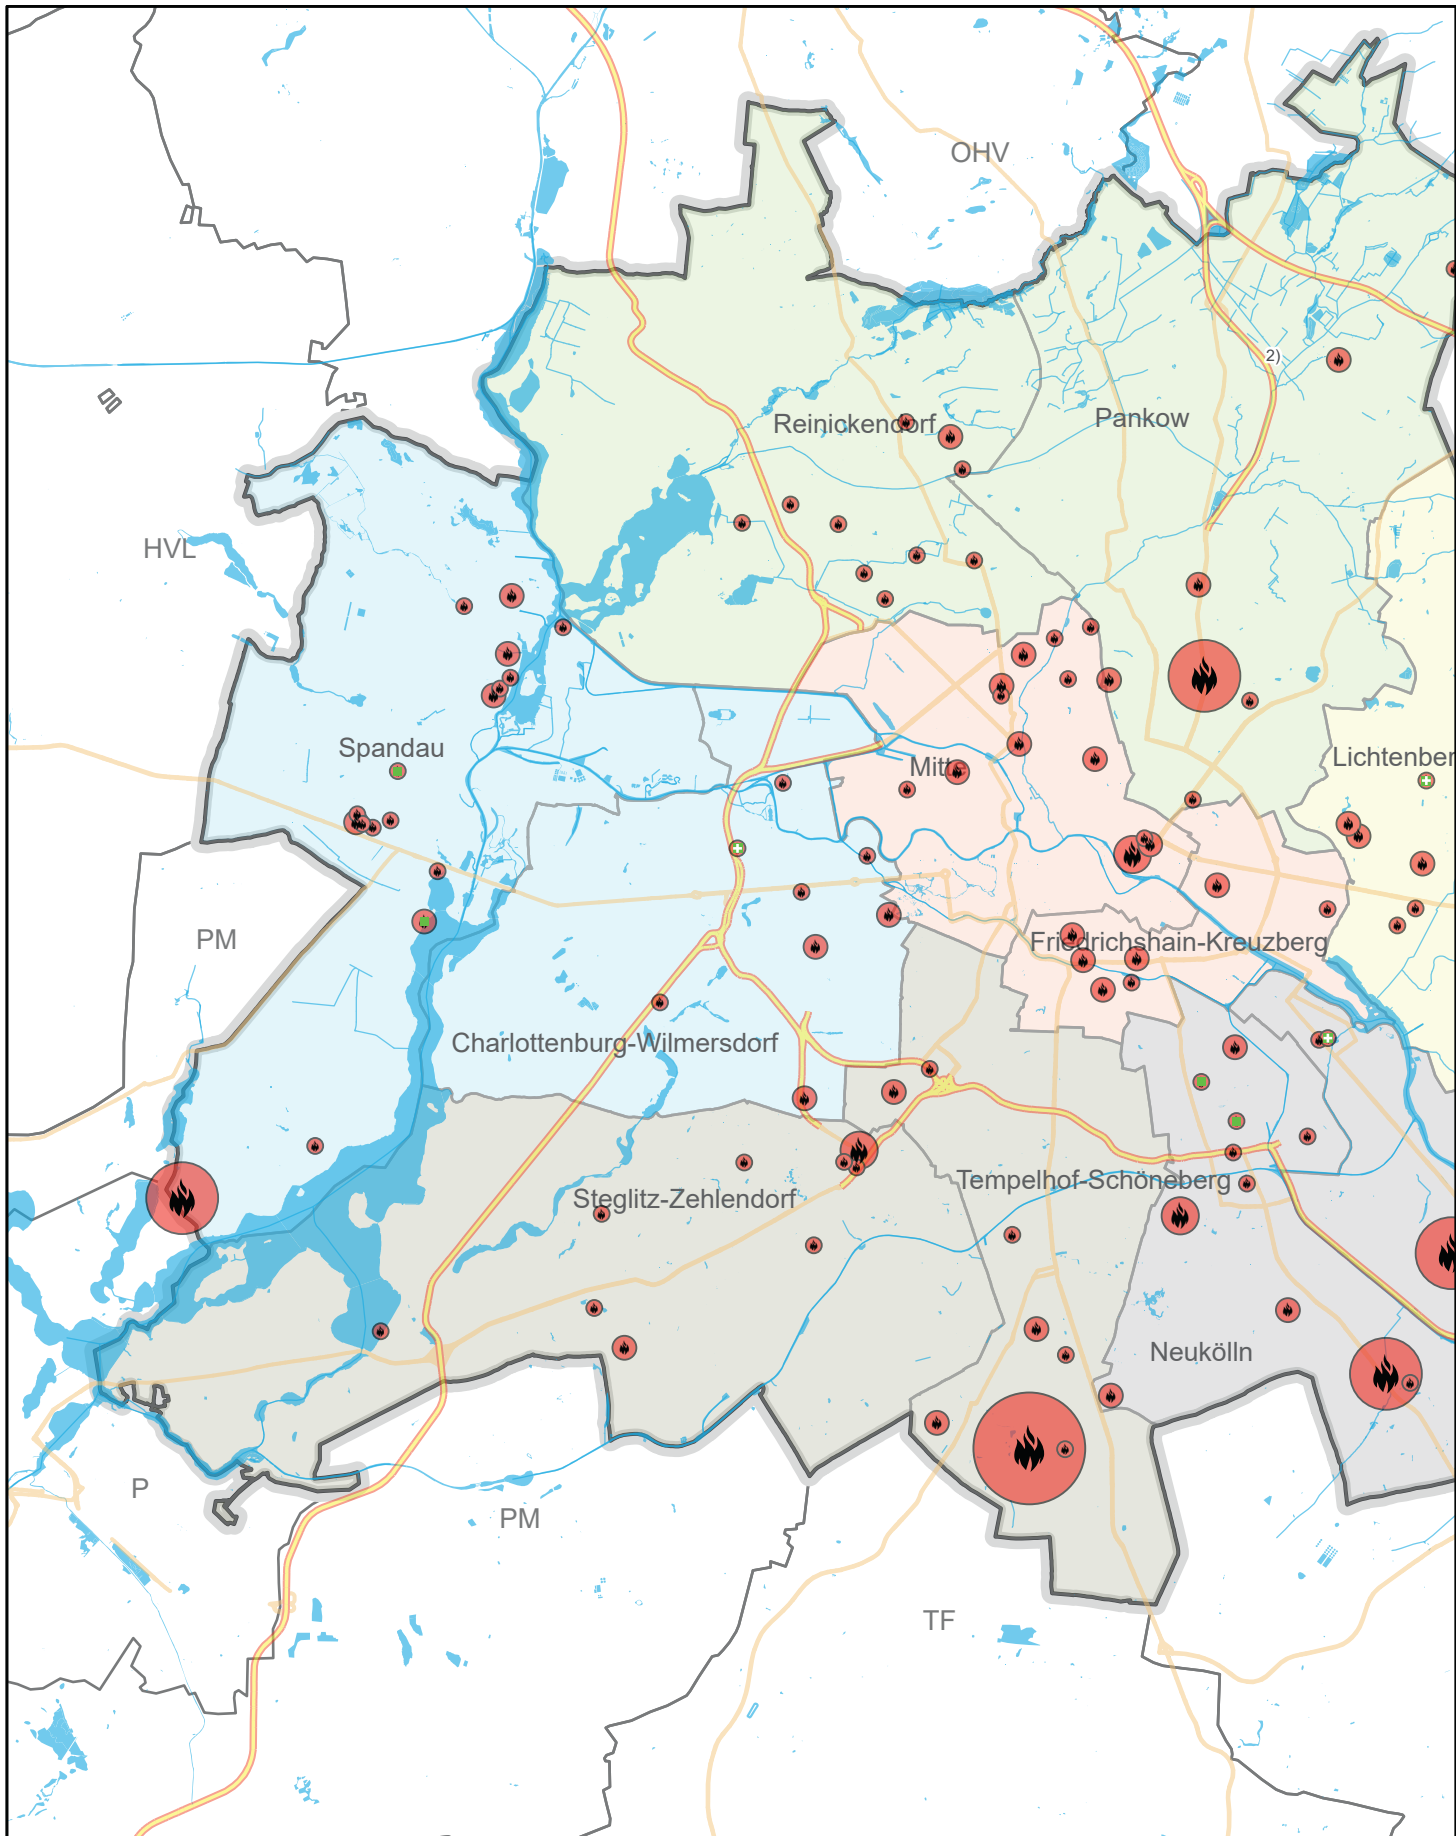 OHV
2)
Reinickendorf
Pankow
HVL
Spandau
Mitte
Lichtenber
PM
Friedrichshain-Kreuzberg
Charlottenburg-Wilmersdorf
Tempelhof-Schöneberg
Steglitz-Zehlendorf
Neukölln
P
PM
TF